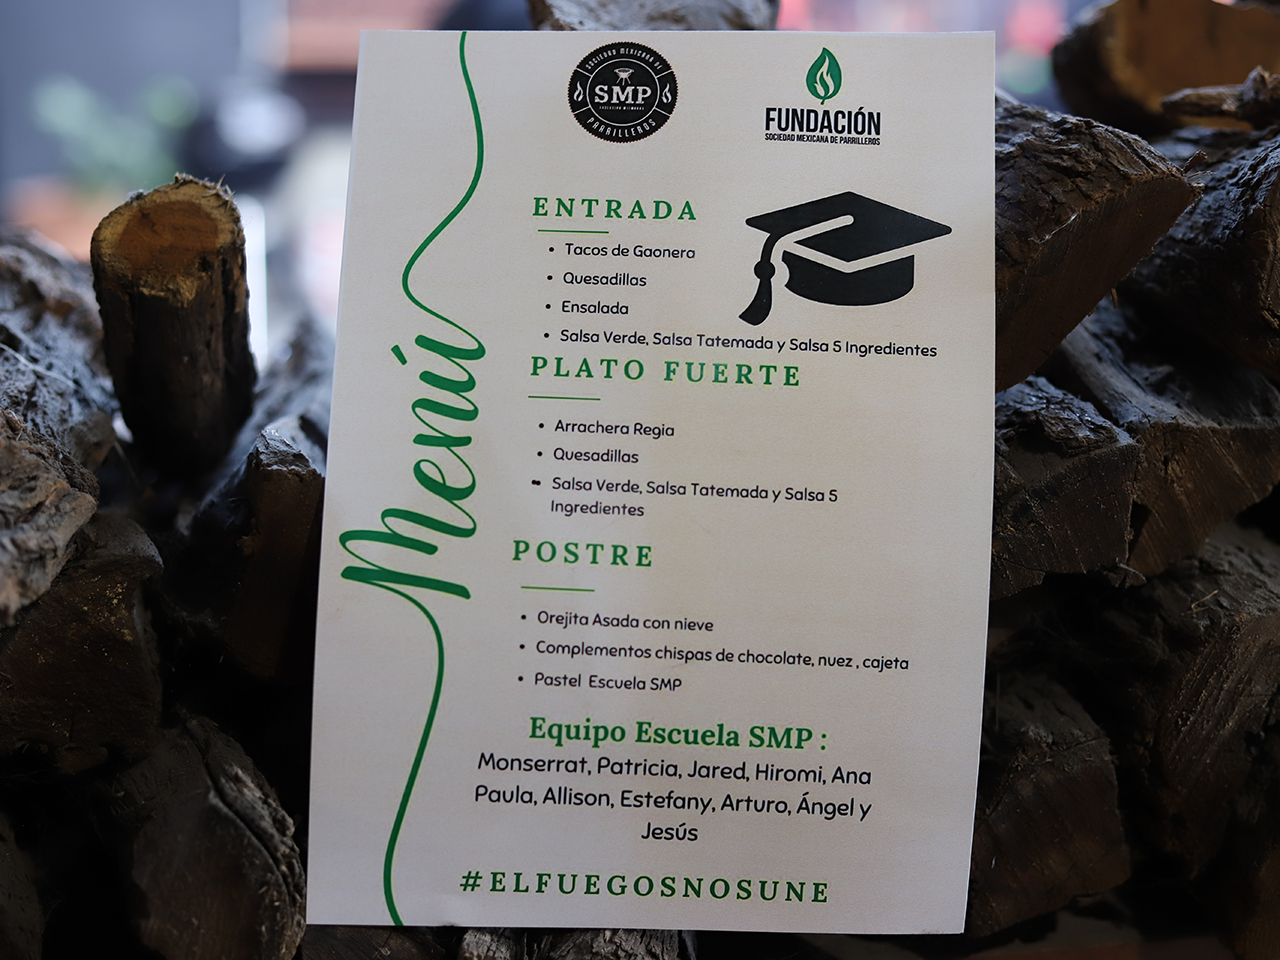 SOCIEDAD MEXICANA DE
SMP
PARRILLEROS
FUNDACIÓN
SOCIEDAD MEXICANA DE PARRILLEROS
Menú
ENTRADA
• Tacos de Gaonera
• Quesadillas
• Ensalada
• Salsa Verde, Salsa Tatemada y Salsa 5 Ingredientes
PLATO FUERTE
• Arrachera Regia
• Quesadillas
• Salsa Verde, Salsa Tatemada y Salsa 5
Ingredientes
POSTRE
• Orejita Asada con nieve
• Complementos chispas de chocolate, nuez , cajeta
• Pastel Escuela SMP
Equipo Escuela SMP :
Monserrat, Patricia, Jared, Hiromi, Ana
Paula, Allison, Estefany, Arturo, Ángel y
Jesús
#ELFUEGOSNOSUNE